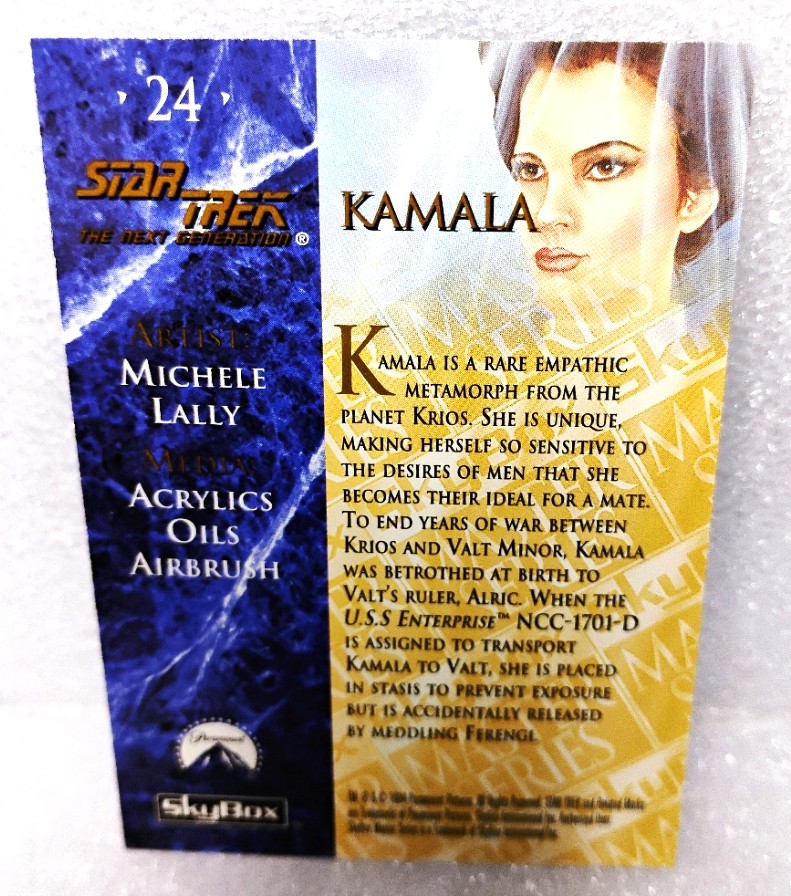 24
STAR TREK
THE NEXT GENERATION ®
ARTIST:
MICHELE
LALLY
MEDIA:
ACRYLICS
OILS
AIRBRUSH
Paramount
SkyBox
KAMALA
KAMALA IS A RARE EMPATHIC
METAMORPH FROM THE
PLANET KRIOS. SHE IS UNIQUE,
MAKING HERSELF SO SENSITIVE TO
THE DESIRES OF MEN THAT SHE
BECOMES THEIR IDEAL FOR A MATE.
TO END YEARS OF WAR BETWEEN
KRIOS AND VALT MINOR, KAMALA
WAS BETROTHED AT BIRTH TO
VALT'S RULER, ALRIC. WHEN THE
U.S.S ENTERPRISE™ NCC-1701-D
IS ASSIGNED TO TRANSPORT
KAMALA TO VALT, SHE IS PLACED
IN STASIS TO PREVENT EXPOSURE
BUT IS ACCIDENTALLY RELEASED
BY MEDDLING FERENGI.
MASTER SERIES
SkyBox